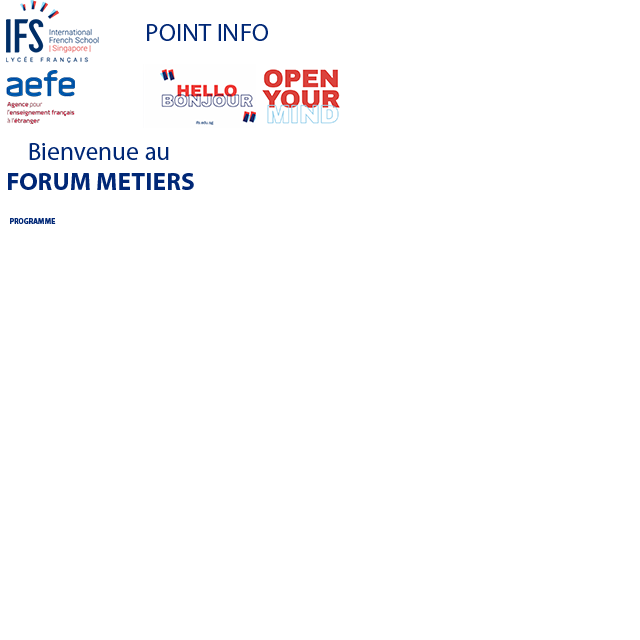 IFS
International
French School
| Singapore |
LYCÉE FRANÇAIS
POINT INFO
aefe
Agence pour
l'enseignement français
à l'étranger
HELLO
BONJOUR
OPEN
YOUR
MIND
Bienvenue au
FORUM METIERS
PROGRAMME